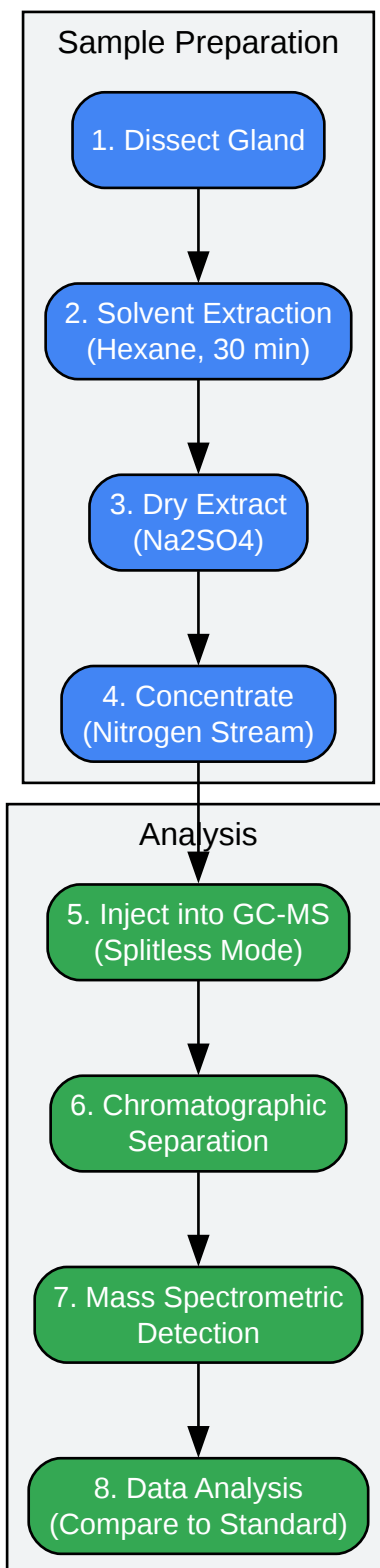 Sample Preparation
1. Dissect Gland
2. Solvent Extraction
(Hexane, 30 min)
3. Dry Extract
(Na2SO4)
4. Concentrate
(Nitrogen Stream)
Analysis
5. Inject into GC-MS
(Splitless Mode)
6. Chromatographic
Separation
7. Mass Spectrometric
Detection
8. Data Analysis
(Compare to Standard)